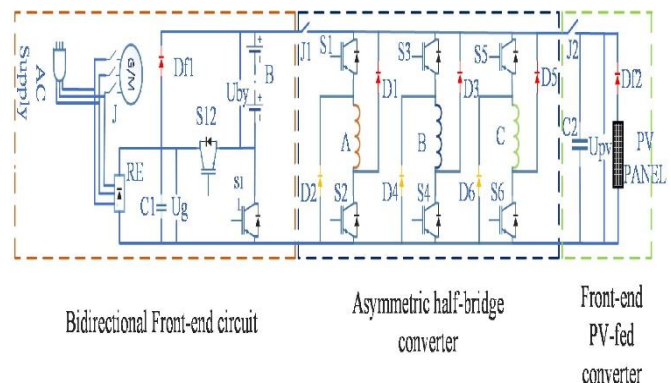 AC
Supply
G/M
J
Df1
Uby
B
S12
RE
C1
Ug
S1
J1
S1
S3
S5
D1
D3
D5
A
B
C
D2
D4
D6
S2
S4
S6
J2
Df2
C2
Upv
PV
PANEL
Bidirectional Front-end circuit
Asymmetric half-bridge
converter
Front-end
PV-fed
converter